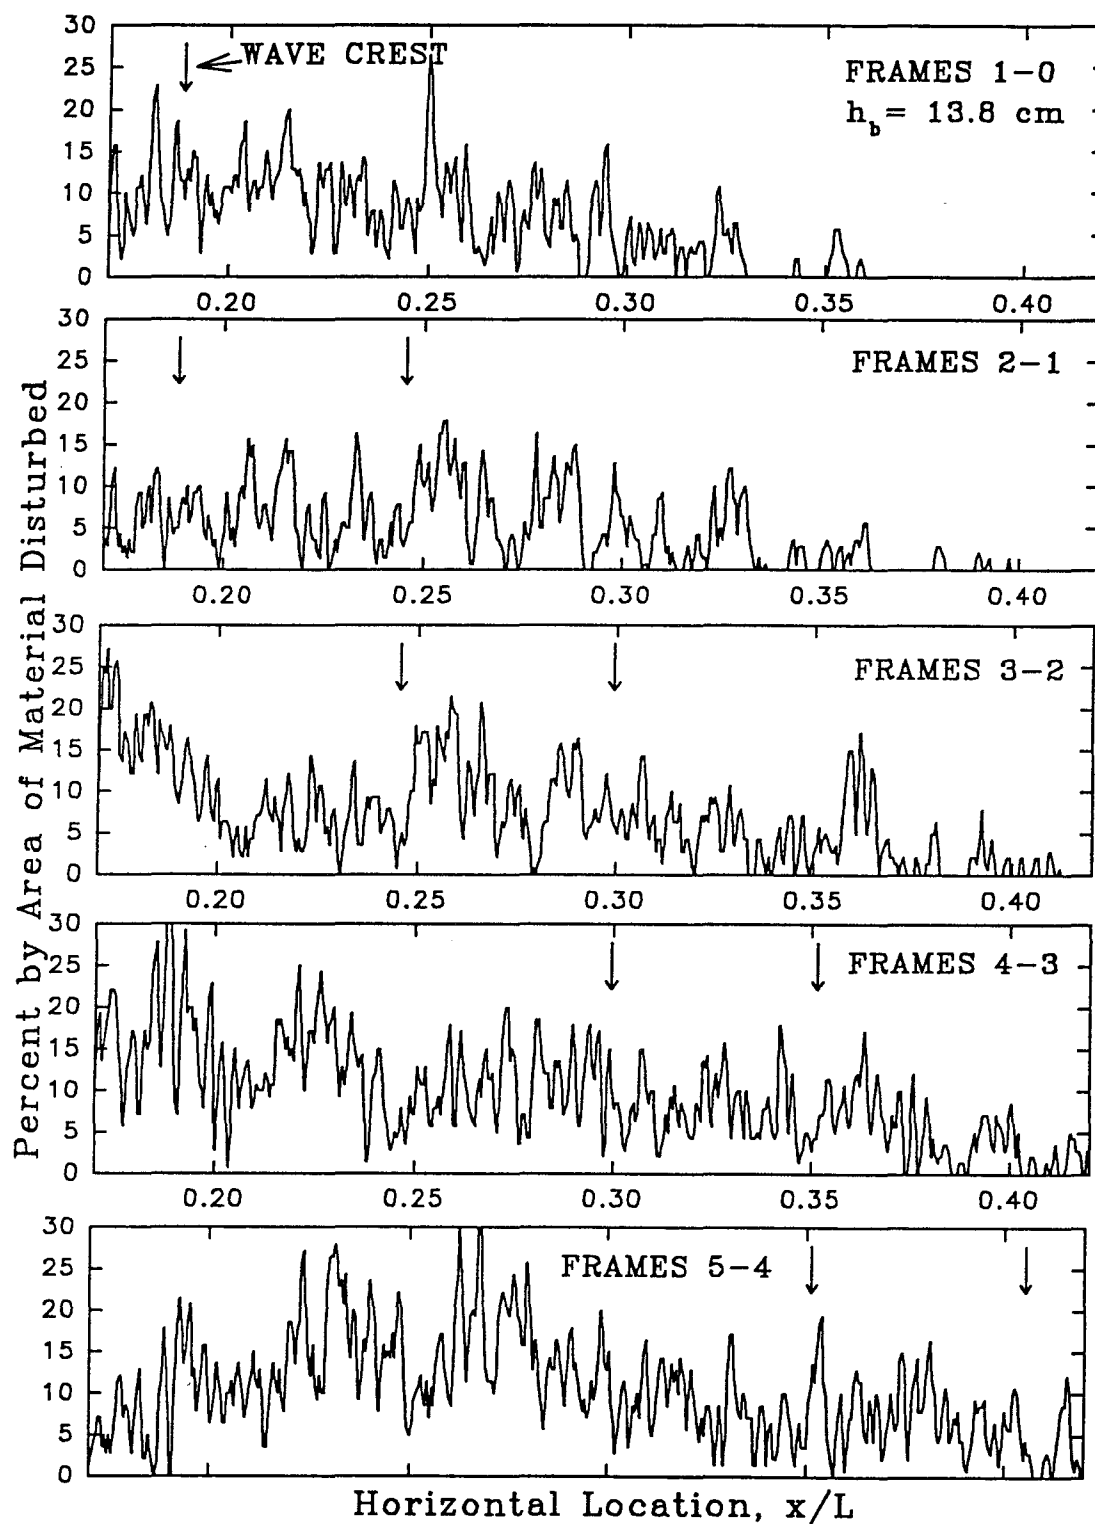 30
25
20
15
10
5
0
WAVE CREST
FRAMES 1-0
h_b = 13.8 cm
0.20 0.25 0.30 0.35 0.40
30
25
20
15
10
5
0
FRAMES 2-1
0.20 0.25 0.30 0.35 0.40
30
25
20
15
10
5
0
FRAMES 3-2
0.20 0.25 0.30 0.35 0.40
30
25
20
15
10
5
0
FRAMES 4-3
0.20 0.25 0.30 0.35 0.40
30
25
20
15
10
5
0
FRAMES 5-4
Percent by Area of Material Disturbed
Horizontal Location, x/L